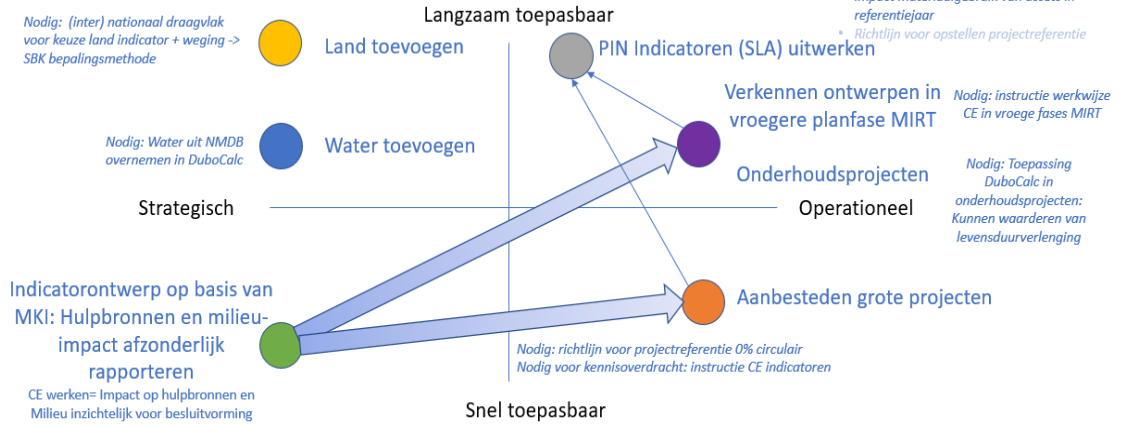 Langzaam toepasbaar
Nodig: (inter) nationaal draagvlak
voor keuze land indicator + weging ->
SBK bepalingsmethode
Land toevoegen
PIN Indicatoren (SLA) uitwerken
impact materiaalgebruik van assets in
referentiejaar
• Richtlijn voor opstellen projectreferentie
Nodig: Water uit NMDB
overnemen in DuboCalc
Water toevoegen
Verkennen ontwerpen in
vroegere planfase MIRT
Nodig: instructie werkwijze
CE in vroege fases MIRT
Onderhoudsprojecten
Nodig: Toepassing
DuboCalc in
onderhoudsprojecten:
Kunnen waarderen van
levensduurverlenging
Strategisch
Operationeel
Indicatorontwerp op basis van
MKI: Hulpbronnen en milieu-
impact afzonderlijk
rapporteren
CE werken= Impact op hulpbronnen en
Milieu inzichtelijk voor besluitvorming
Aanbesteden grote projecten
Nodig: richtlijn voor projectreferentie 0% circulair
Nodig voor kennisoverdracht: instructie CE indicatoren
Snel toepasbaar